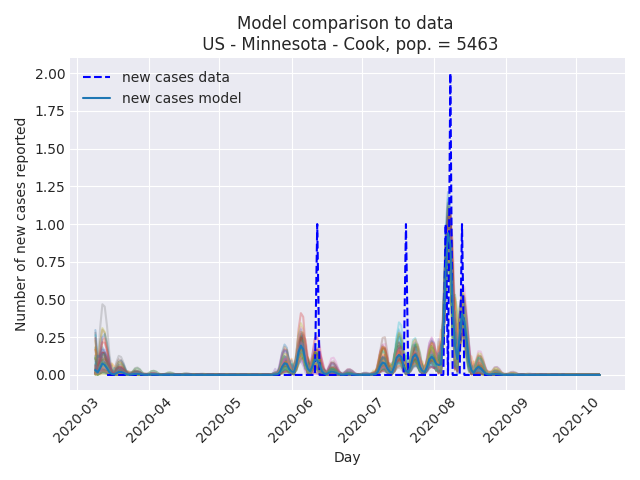 Model comparison to data
US - Minnesota - Cook, pop. = 5463
new cases data
new cases model
Number of new cases reported
2.00
1.75
1.50
1.25
1.00
0.75
0.50
0.25
0.00
2020-03
2020-04
2020-05
2020-06
2020-07
2020-08
2020-09
2020-10
Day